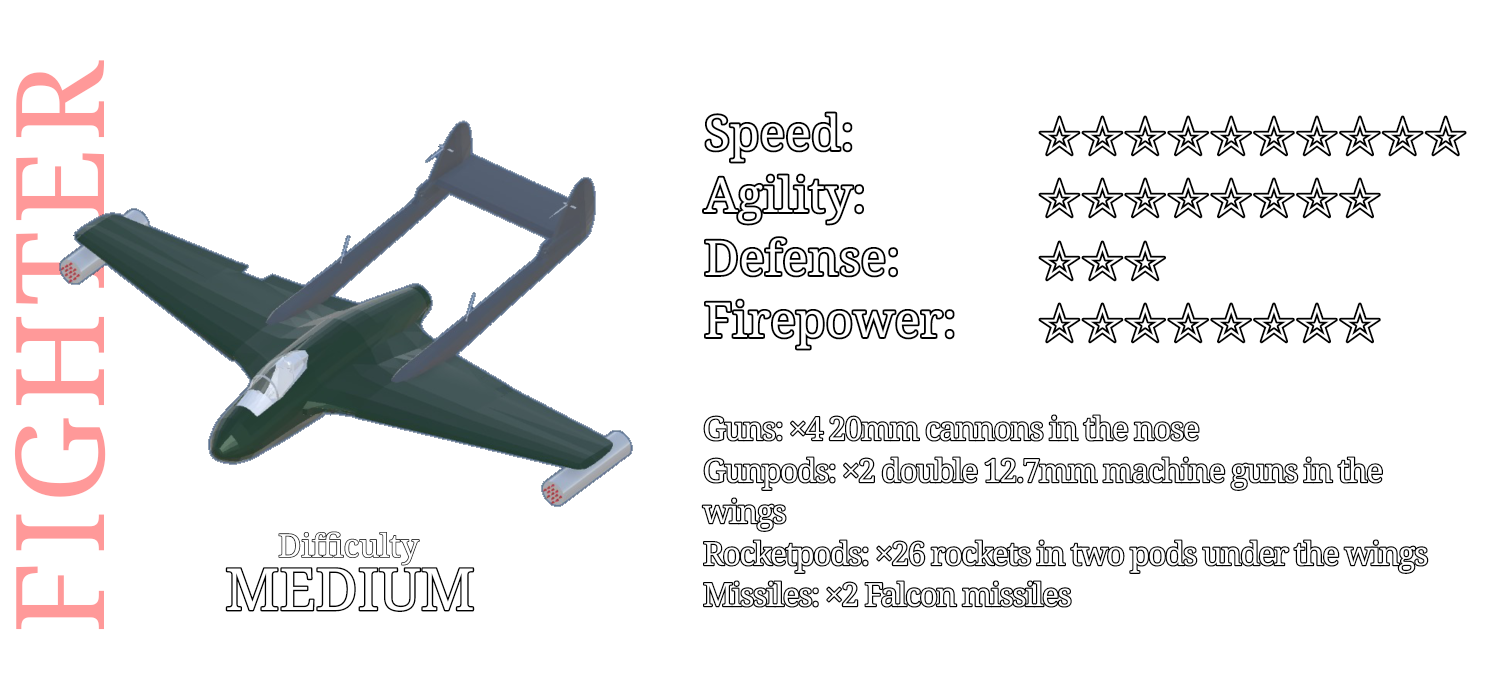 FIGHTER
Difficulty
MEDIUM
Speed:
Agility:
Defense:
Firepower:
Guns: ×4 20mm cannons in the nose
Gunpods: ×2 double 12.7mm machine guns in the
wings
Rocketpods: ×26 rockets in two pods under the wings
Missiles: ×2 Falcon missiles